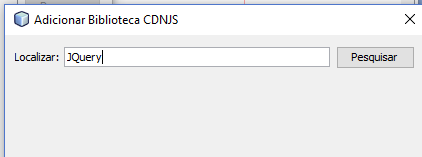 Adicionar Biblioteca CDNJS
Localizar: JQuery Pesquisar